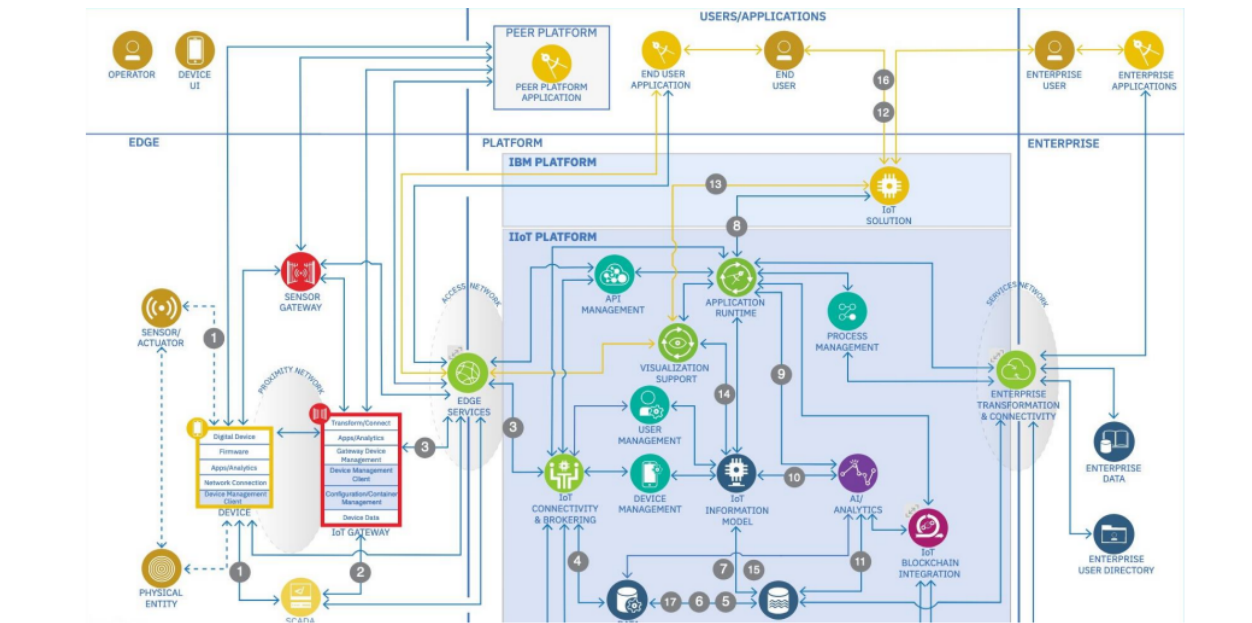 USERS/APPLICATIONS
PEER PLATFORM
OPERATOR
DEVICE
UI
PEER PLATFORM
APPLICATION
END USER
APPLICATION
END
USER
ENTERPRISE
USER
ENTERPRISE
APPLICATIONS
16
12
EDGE
PLATFORM
ENTERPRISE
IBM PLATFORM
13
IoT
SOLUTION
8
IIoT PLATFORM
SENSOR
GATEWAY
ACCESS NETWORK
API
MANAGEMENT
APPLICATION
RUNTIME
SERVICES NETWORK
SENSOR/
ACTUATOR
1
PROCESS
MANAGEMENT
VISUALIZATION
SUPPORT
9
PROXIMITY NETWORK
EDGE
SERVICES
14
ENTERPRISE
TRANSFORMATION
& CONNECTIVITY
Digital Device
Firmware
Apps/Analytics
Network Connection
Device Management
Client
DEVICE
Transform/Connect
Apps/Analytics
Gateway Device
Management
Device Management
Client
Configuration/Container
Management
Device Data
IoT GATEWAY
3
3
USER
MANAGEMENT
IoT
CONNECTIVITY
& BROKERING
DEVICE
MANAGEMENT
IoT
INFORMATION
MODEL
10
AI/
ANALYTICS
ENTERPRISE
DATA
IoT
BLOCKCHAIN
INTEGRATION
ENTERPRISE
USER DIRECTORY
PHYSICAL
ENTITY
1
2
4
7
15
11
SCADA
17
6
5